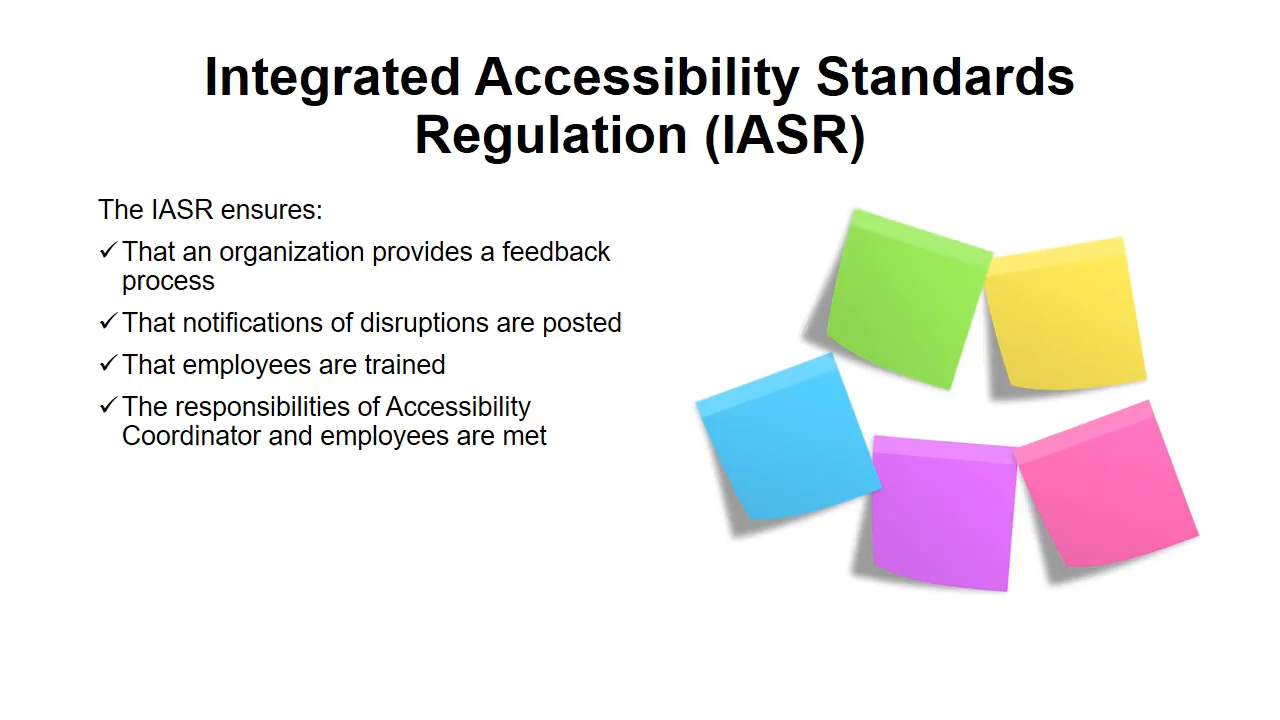 Integrated Accessibility Standards
Regulation (IASR)
The IASR ensures:
✓That an organization provides a feedback
process
✓That notifications of disruptions are posted
✓That employees are trained
✓The responsibilities of Accessibility
Coordinator and employees are met